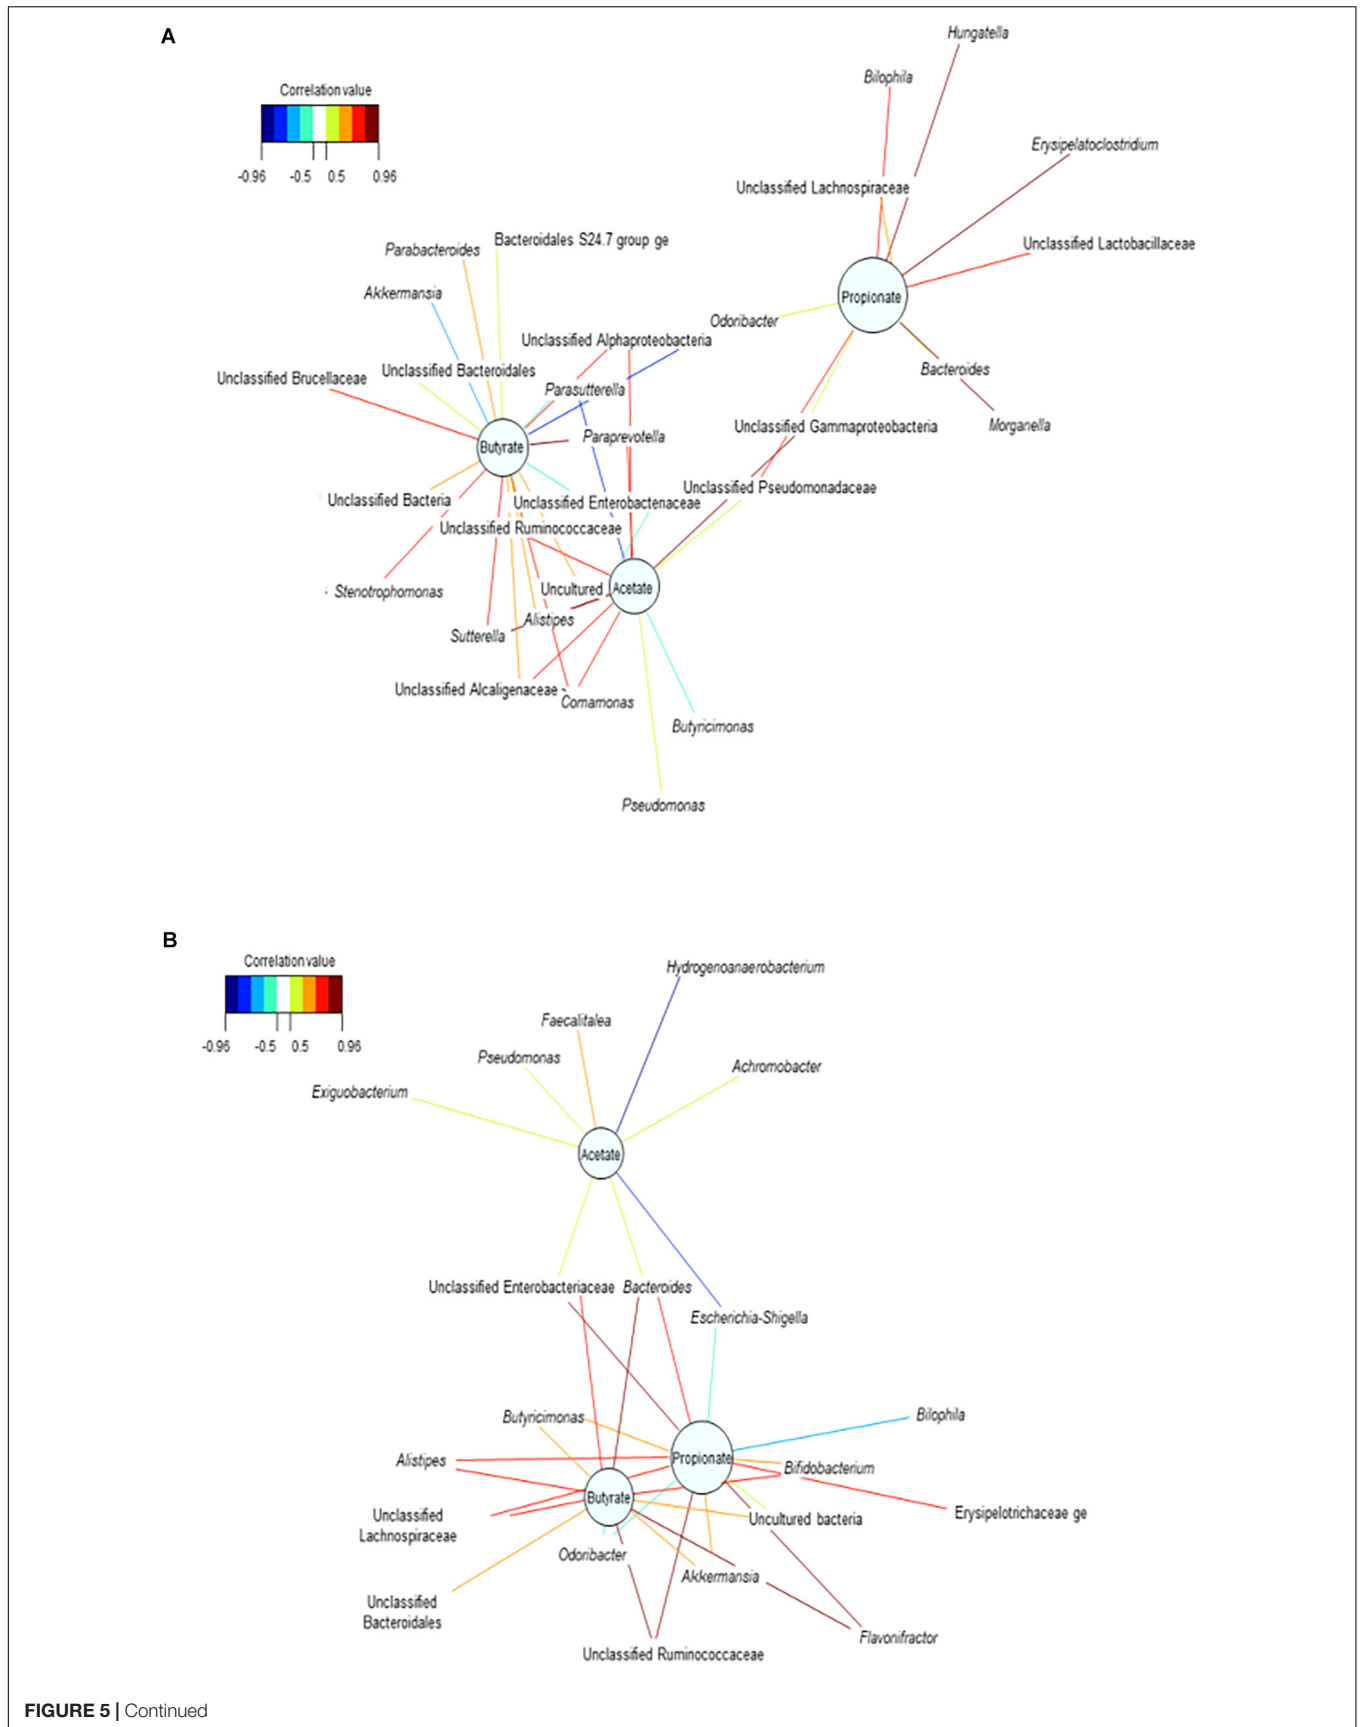 A
Hungatella
Bilophila
Correlation value
-0.96 -0.5 0.5 0.96
Erysipelatoclostridium
Unclassified Lachnospiraceae
Parabacteroides
Bacteroidales S24.7 group ge
Unclassified Lactobacillaceae
Akkermansia
Propionate
Odoribacter
Unclassified Alphaproteobacteria
Unclassified Brucellaceae
Unclassified Bacteroidales
Bacteroides
Parasutterella
Unclassified Gammaproteobacteria
Morganella
Paraprevotella
Butyrate
Unclassified Pseudomonadaceae
Unclassified Bacteria
Unclassified Enterobactenaceae
Unclassified Ruminococcaceae
Stenotrophomonas
Uncultured
Acetate
Alistipes
Sutterella
Unclassified Alcaligenaceae
Comamonas
Butyricimonas
Pseudomonas
B
Correlation value
-0.96 -0.5 0.5 0.96
Hydrogenoanaerobacterium
Faecalitalea
Pseudomonas
Achromobacter
Exiguobacterium
Acetate
Unclassified Enterobacteriaceae
Bacteroides
Escherichia-Shigella
Butyricimonas
Bilophila
Alistipes
Propionate
Bifidobacterium
Butyrate
Unclassified
Lachnospiraceae
Uncultured bacteria
Erysipelotrichaceae ge
Odoribacter
Akkermansia
Unclassified
Bacteroidales
Flavonifractor
Unclassified Ruminococcaceae
FIGURE 5 | Continued